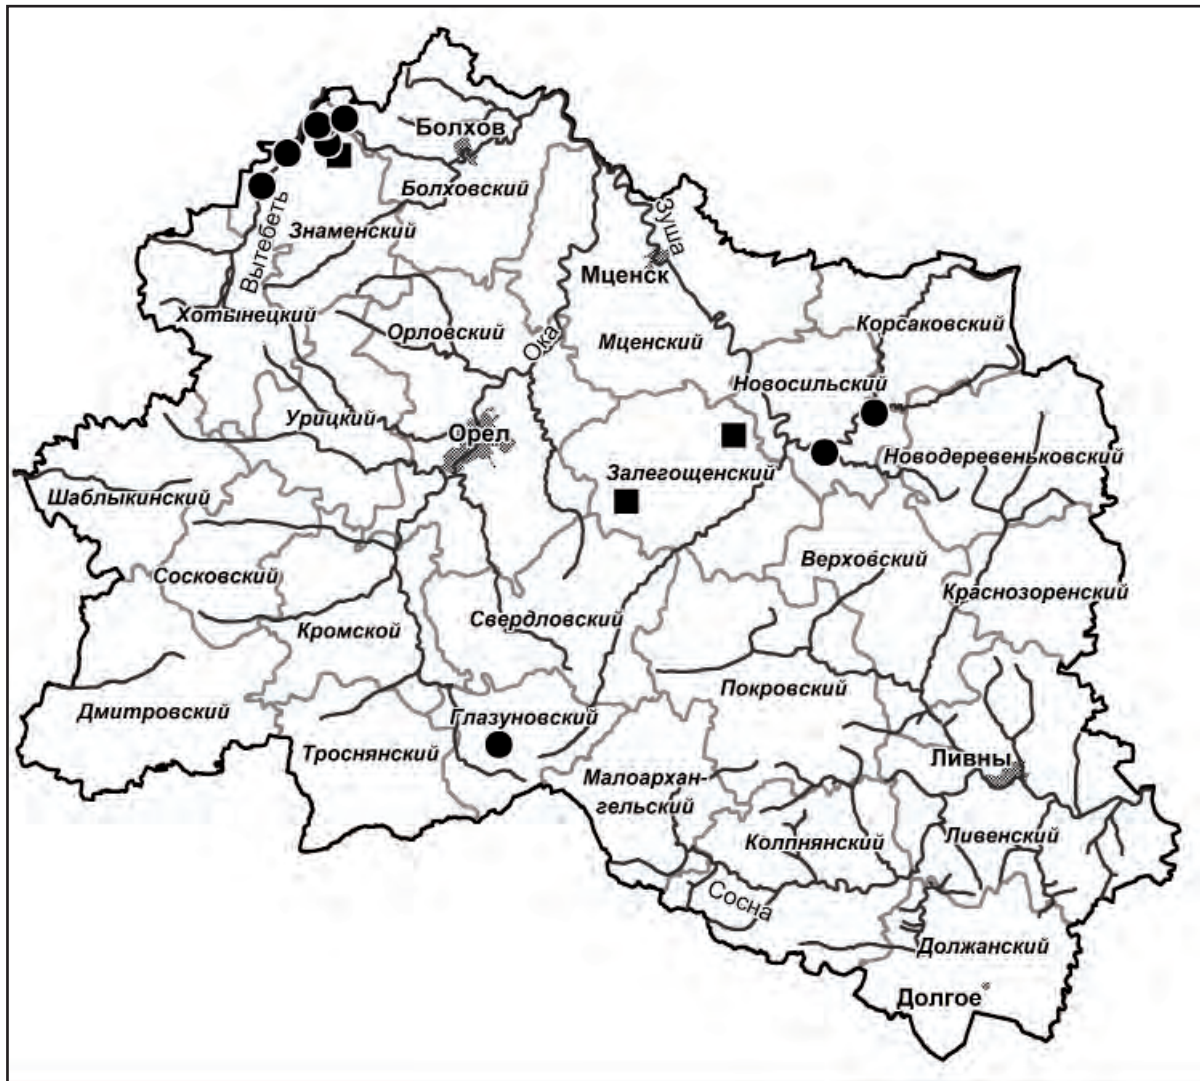 Болхов
Болховский
Знаменский
Вытебеть
Зуша
Мценск
Хотынецкий
Орловский
Ока
Мценский
Корсаковский
Новосильский
Урицкий
Орел
Залегощенский
Новодеревеньковский
Шаблыкинский
Верховский
Сосковский
Краснозоренский
Кромской
Свердловский
Покровский
Дмитровский
Глазуновский
Троснянский
Малоархан-
гельский
Ливны
Колпнянский
Ливенский
Сосна
Должанский
Долгое